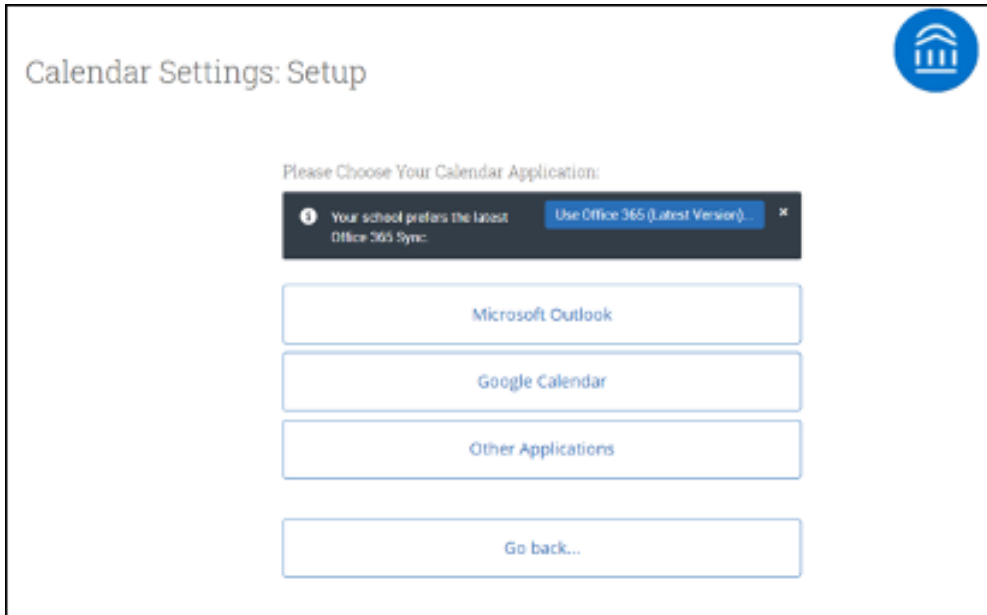 Calendar Settings: Setup
Please Choose Your Calendar Application:
Your school prefers the latest
Office 365 Sync.
Use Office 365 (Latest Version)...
×
Microsoft Outlook
Google Calendar
Other Applications
Go back...